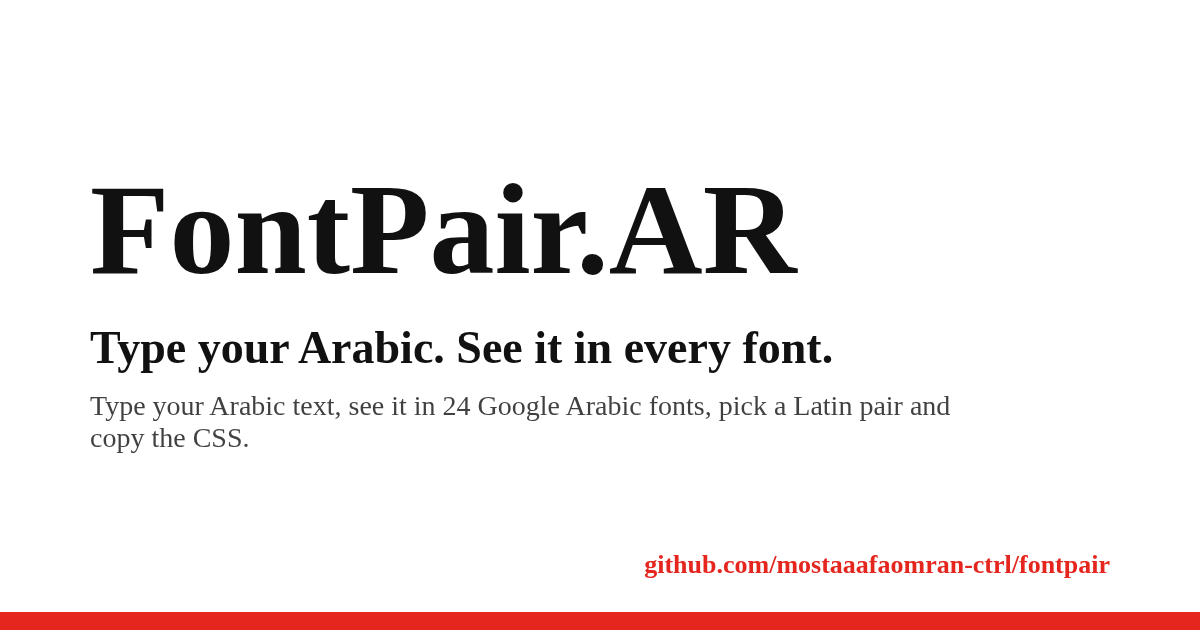 FontPair.AR
Type your Arabic. See it in every font.
Type your Arabic text, see it in 24 Google Arabic fonts, pick a Latin pair and
copy the CSS.
github.com/mostaaafaomran-ctrl/fontpair